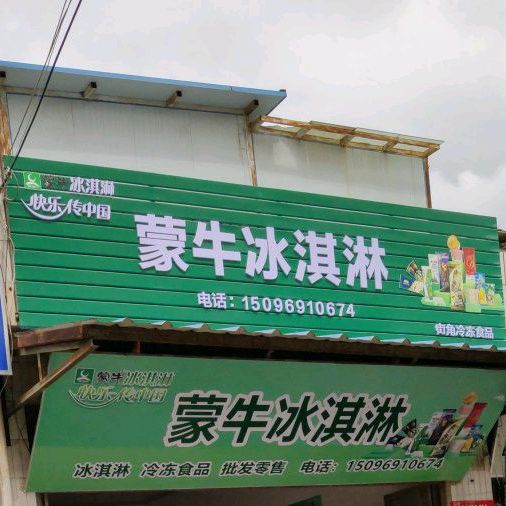 蒙牛冰淇淋
快乐传中国
蒙牛冰淇淋
电话：15096910674
街角冷冻食品
蒙牛冰淇淋
快乐传中国
蒙牛冰淇淋
冰淇淋 冷冻食品 批发零售 电话：15096910674